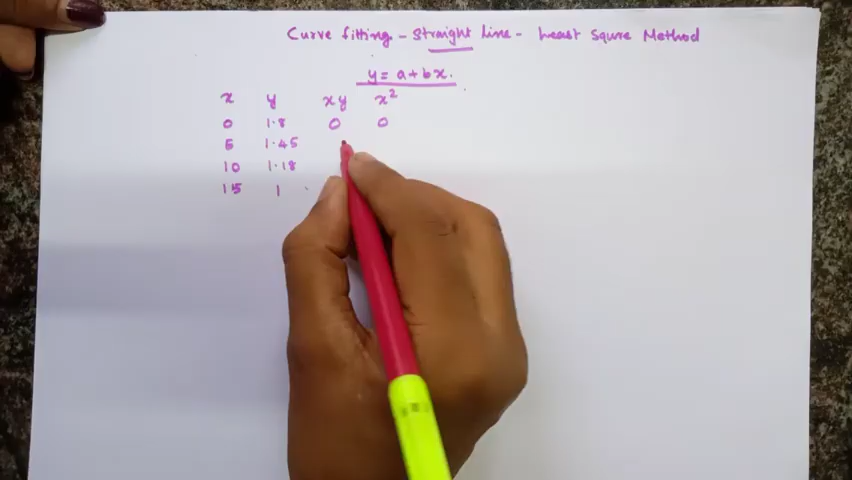 Curve fitting - Straight Line - Least Squre Method
y = a + bx.
x y xy x²
0 1.8 0 0
5 1.45
10 1.18
15 1